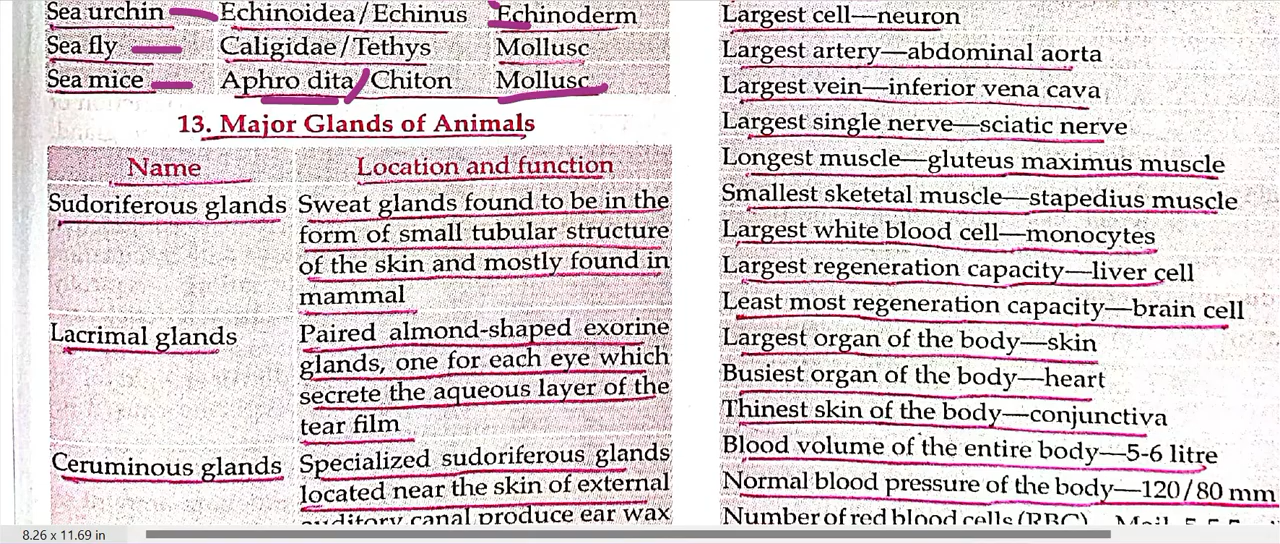 Sea urchin Echinoidea/Echinus Echinoderm
Sea fly Caligidae/Tethys Mollusc
Sea mice Aphro dita/Chiton Mollusc
13. Major Glands of Animals
Name Location and function
Sudoriferous glands Sweat glands found to be in the
form of small tubular structure
of the skin and mostly found in
mammal
Lacrimal glands Paired almond-shaped exorine
glands, one for each eye which
secrete the aqueous layer of the
tear film
Ceruminous glands Specialized sudoriferous glands
located near the skin of external
auditory canal produce ear wax
Largest cell—neuron
Largest artery—abdominal aorta
Largest vein—inferior vena cava
Largest single nerve—sciatic nerve
Longest muscle—gluteus maximus muscle
Smallest sketetal muscle—stapedius muscle
Largest white blood cell—monocytes
Largest regeneration capacity—liver cell
Least most regeneration capacity—brain cell
Largest organ of the body—skin
Busiest organ of the body—heart
Thinest skin of the body—conjunctiva
Blood volume of the entire body—5-6 litre
Normal blood pressure of the body—120/80 mm
Number of red blood cells (RBC)
8.26 x 11.69 in